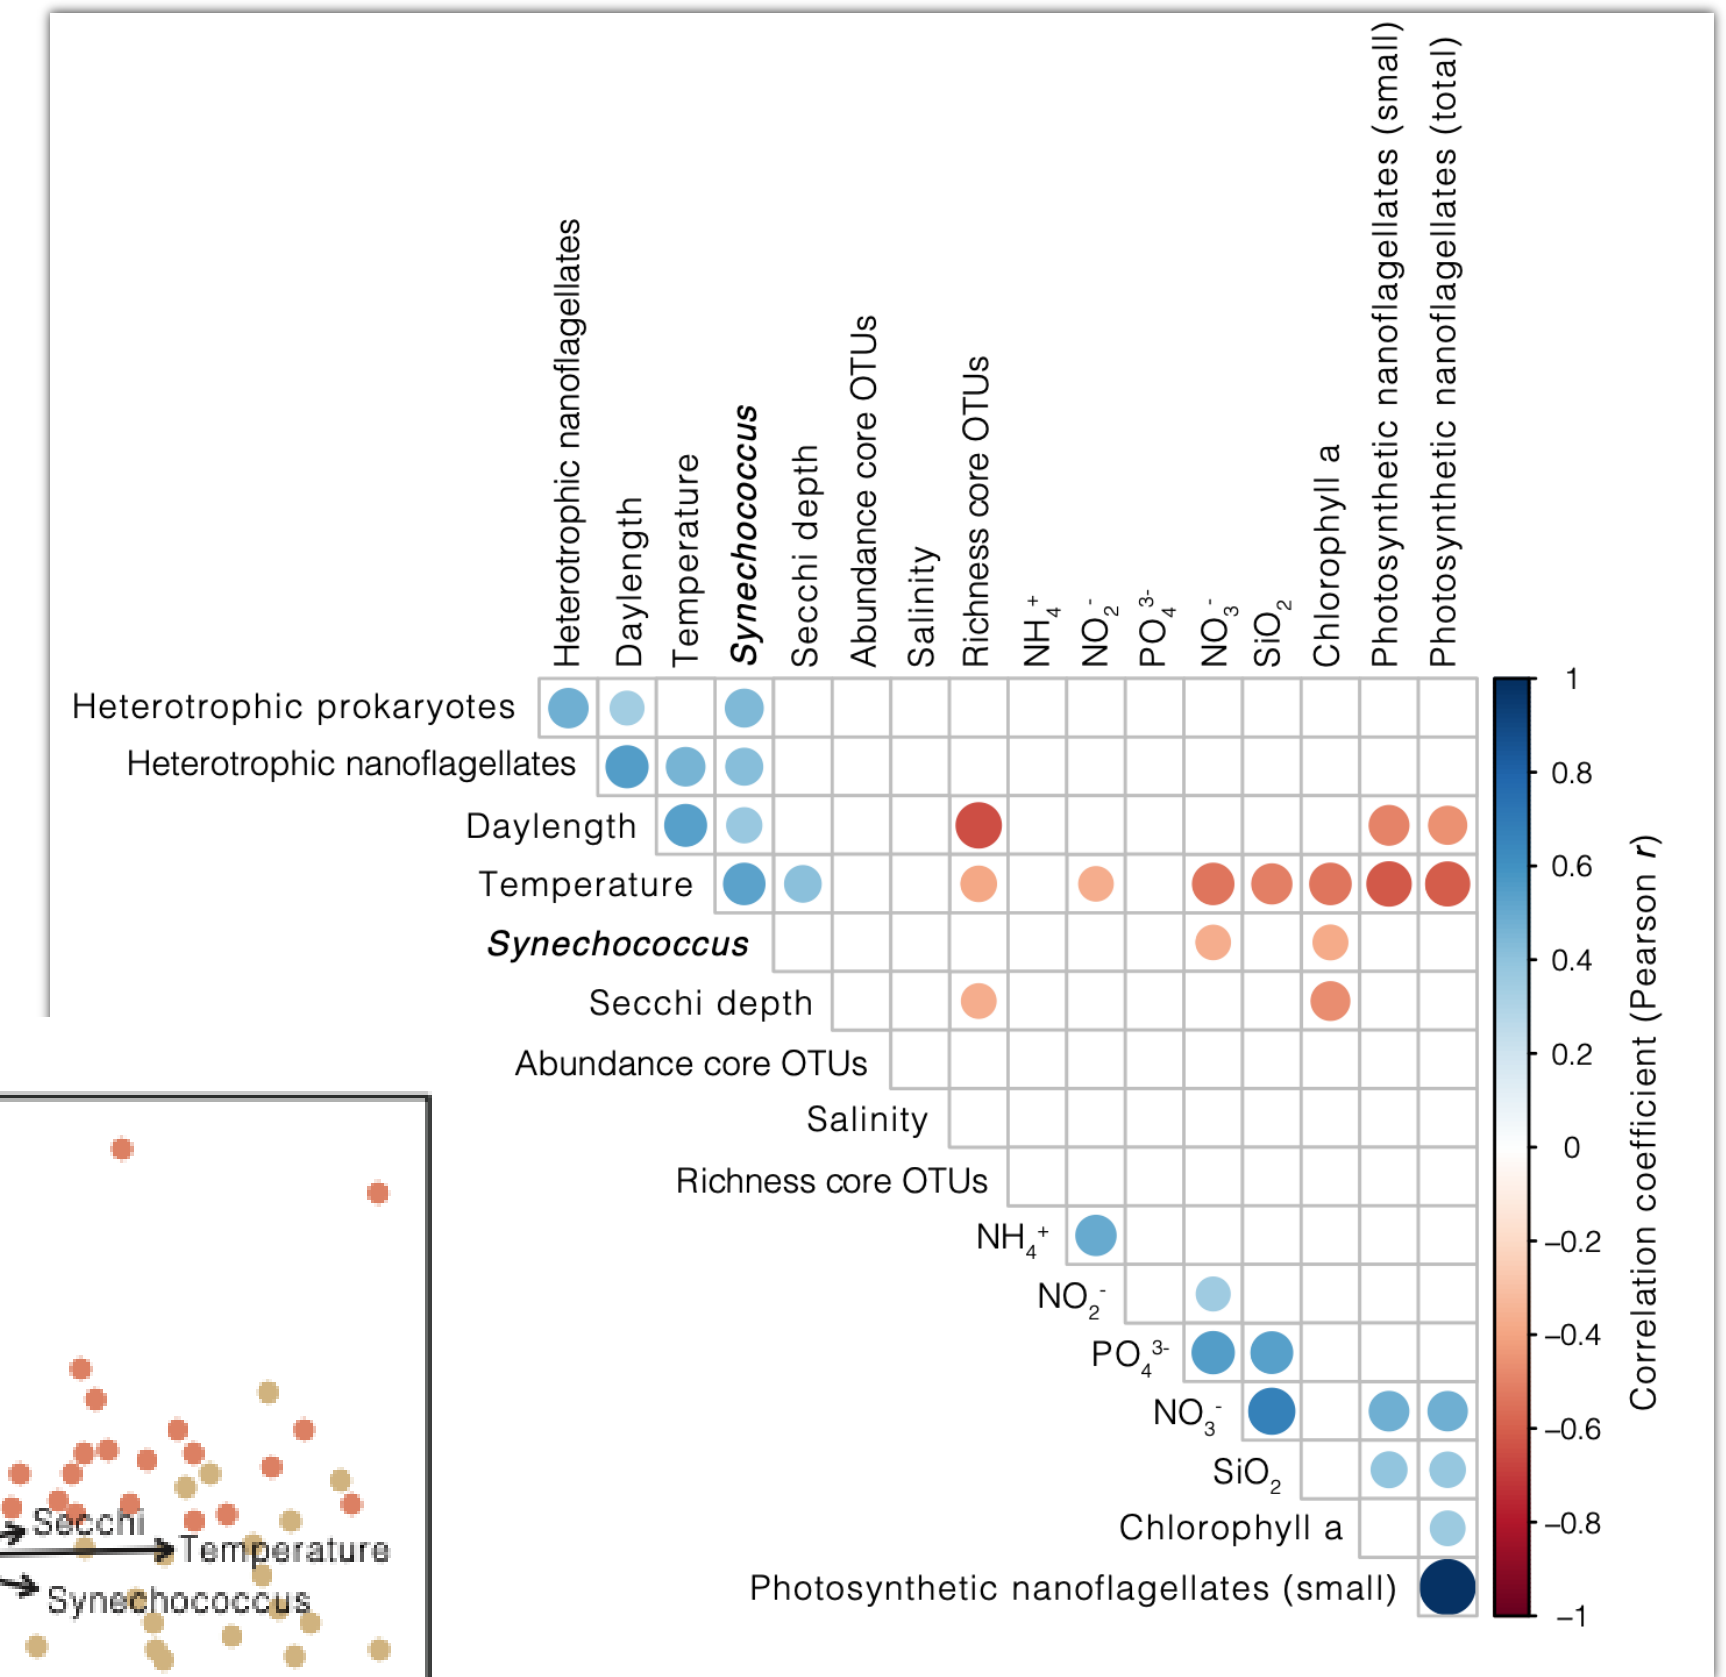 Heterotrophic nanoflagellates
Daylength
Temperature
Synechococcus
Secchi depth
Abundance core OTUs
Salinity
Richness core OTUs
NH₄⁺
NO₂⁻
PO₄³⁻
NO₃⁻
SiO₂
Chlorophyll a
Photosynthetic nanoflagellates (small)
Photosynthetic nanoflagellates (total)
Heterotrophic prokaryotes
Heterotrophic nanoflagellates
Daylength
Temperature
Synechococcus
Secchi depth
Abundance core OTUs
Salinity
Richness core OTUs
NH₄⁺
NO₂⁻
PO₄³⁻
NO₃⁻
SiO₂
Chlorophyll a
Photosynthetic nanoflagellates (small)
1
0.8
0.6
0.4
0.2
0
−0.2
−0.4
−0.6
−0.8
−1
Correlation coefficient (Pearson r)
Secchi
Temperature
Synechococcus